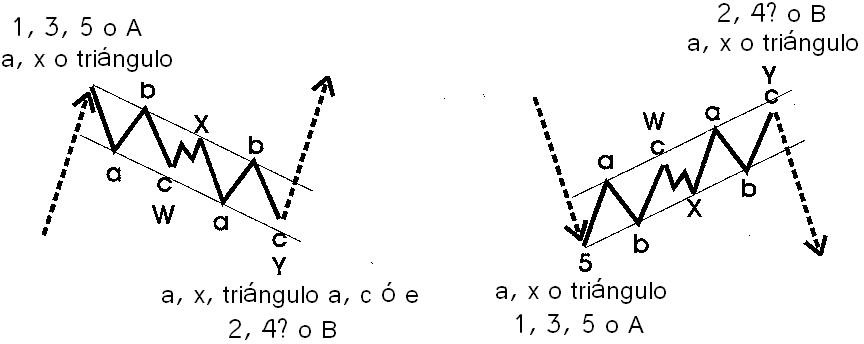 1, 3, 5 o A
a, x o triángulo
b
X
b
a
c
W
a
c
Y
a, x, triángulo a, c ó e
2, 4? o B
2, 4? o B
a, x o triángulo
Y
c
W
a
c
a
b
X
b
5
a, x o triángulo
1, 3, 5 o A